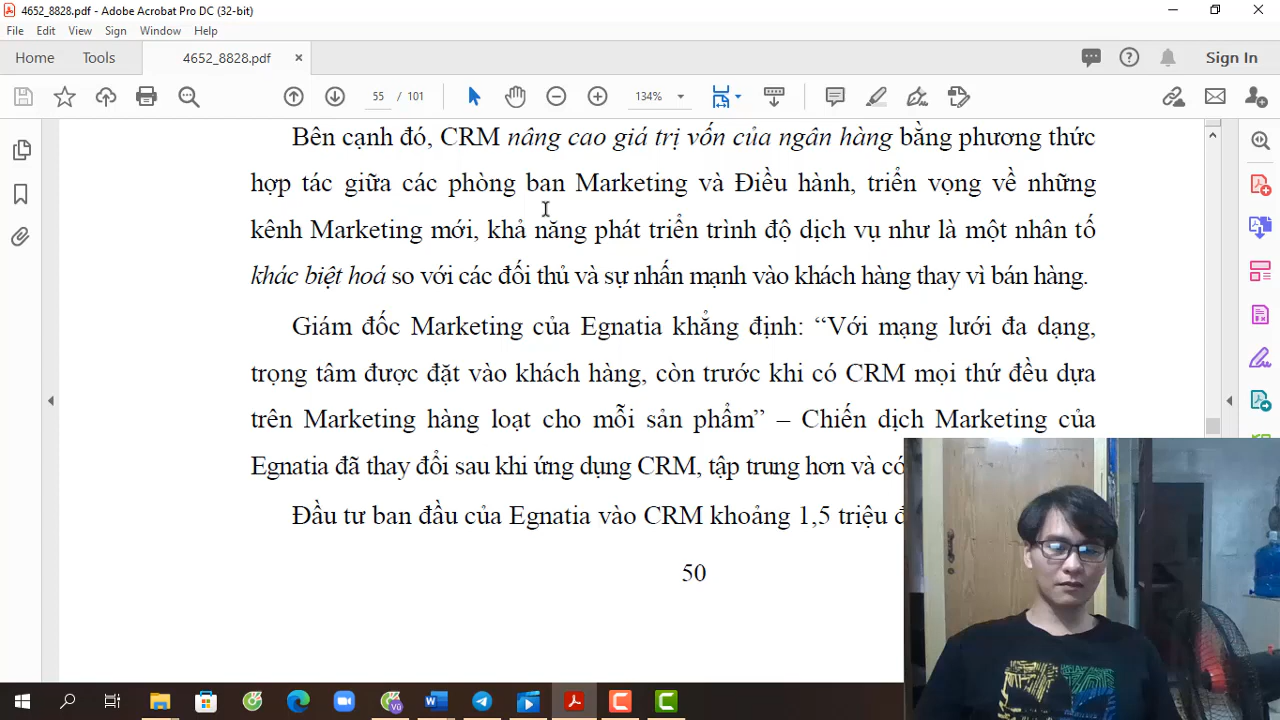 4652_8828.pdf - Adobe Acrobat Pro DC (32-bit)
File Edit View Sign Window Help
Home Tools 4652_8828.pdf × Sign In
55 / 101 134%
Bên cạnh đó, CRM nâng cao giá trị vốn của ngân hàng bằng phương thức
hợp tác giữa các phòng ban Marketing và Điều hành, triển vọng về những
kênh Marketing mới, khả năng phát triển trình độ dịch vụ như là một nhân tố
khác biệt hoá so với các đối thủ và sự nhấn mạnh vào khách hàng thay vì bán hàng.
Giám đốc Marketing của Egnatia khẳng định: “Với mạng lưới đa dạng,
trọng tâm được đặt vào khách hàng, còn trước khi có CRM mọi thứ đều dựa
trên Marketing hàng loạt cho mỗi sản phẩm” – Chiến dịch Marketing của
Egnatia đã thay đổi sau khi ứng dụng CRM, tập trung hơn và có
Đầu tư ban đầu của Egnatia vào CRM khoảng 1,5 triệu
50